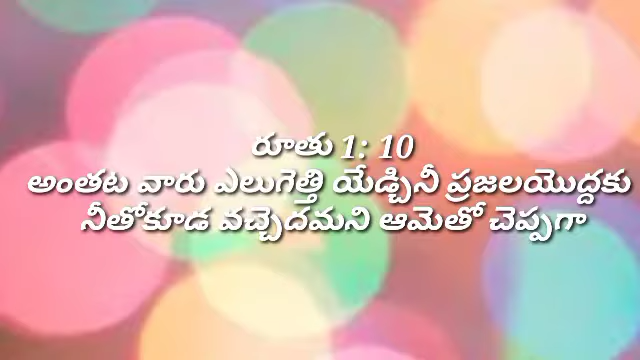 రూతు 1: 10
అంతట వారు ఎలుగెత్తి యేడ్చినీ ప్రజలయొద్దకు
నీతోకూడ వచ్చెదమని ఆమెతో చెప్పగా